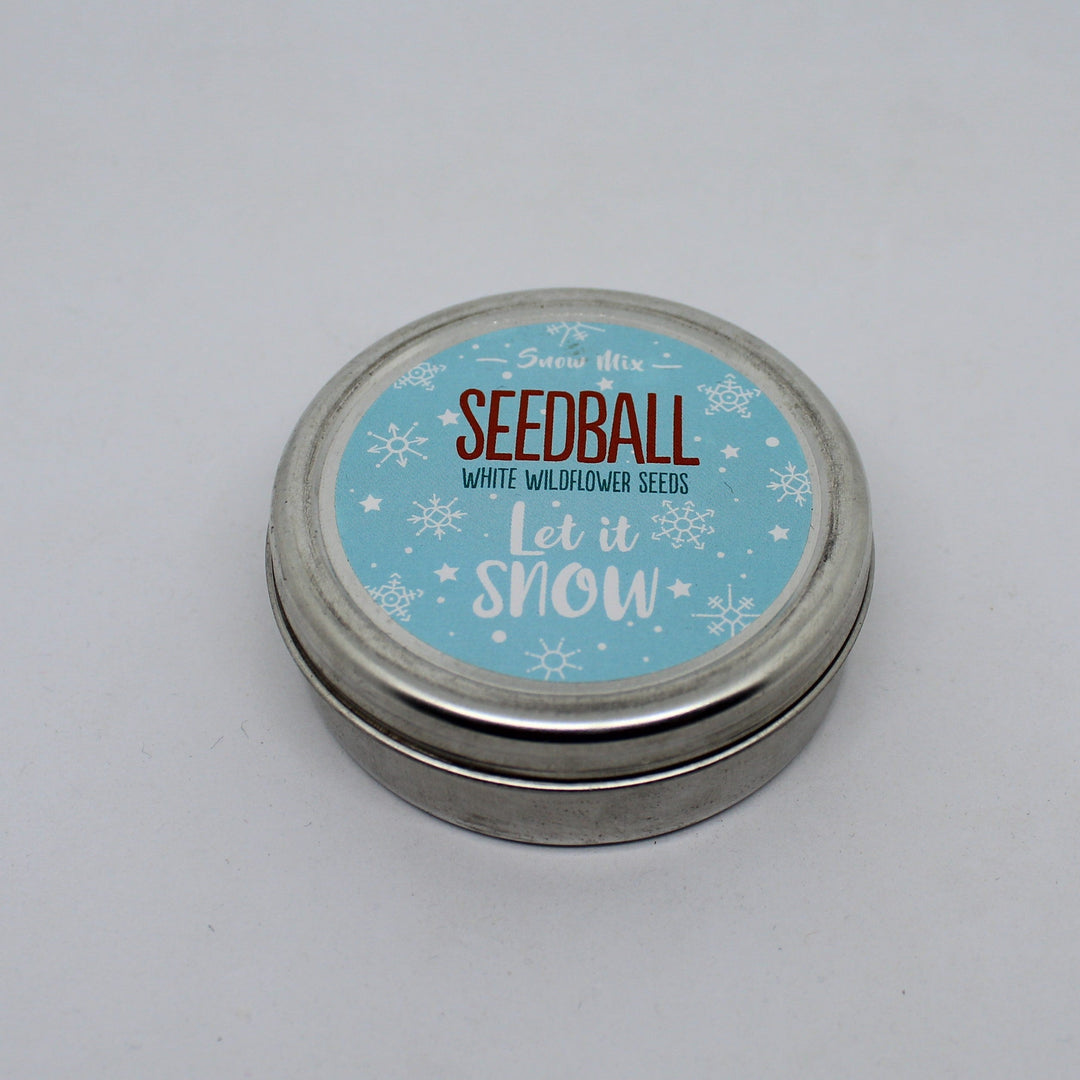 Snow Mix
SEEDBALL
WHITE WILDFLOWER SEEDS
Let it
SNOW